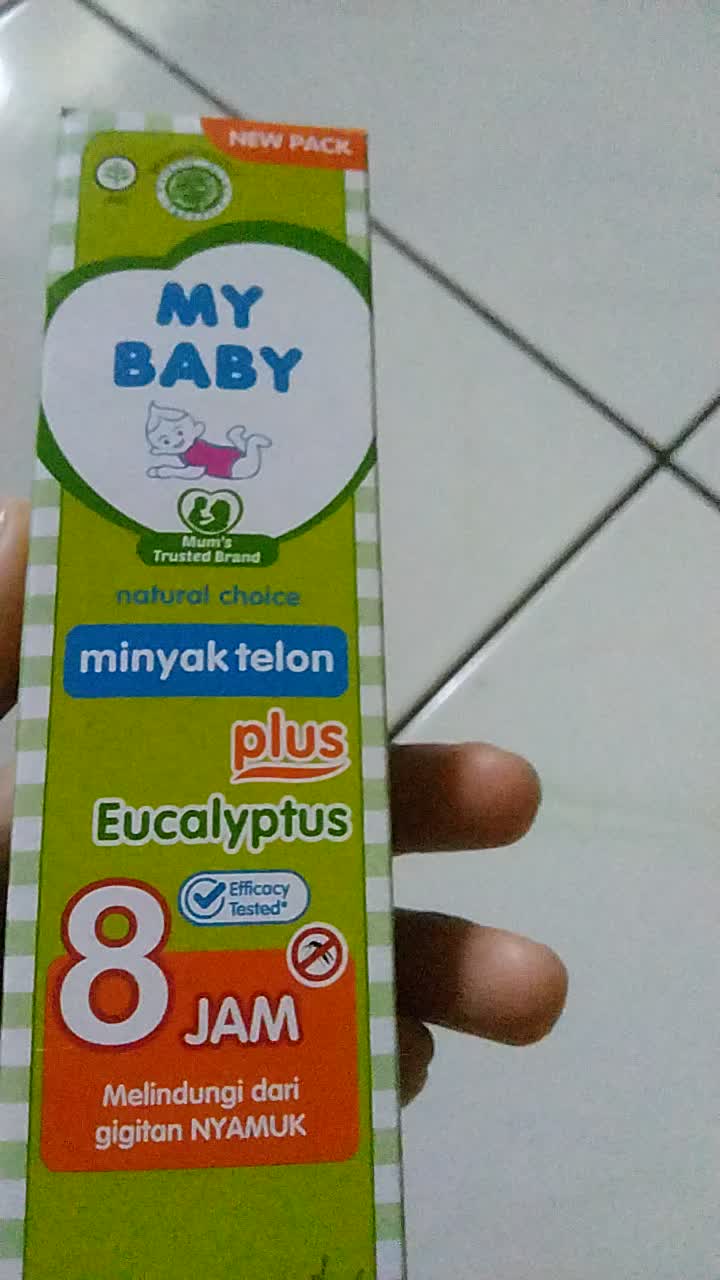 NEW PACK
MY
BABY
Mum's
Trusted Brand
natural choice
minyak telon
plus
Eucalyptus
Efficacy
Tested*
8
JAM
Melindungi dari
gigitan NYAMUK